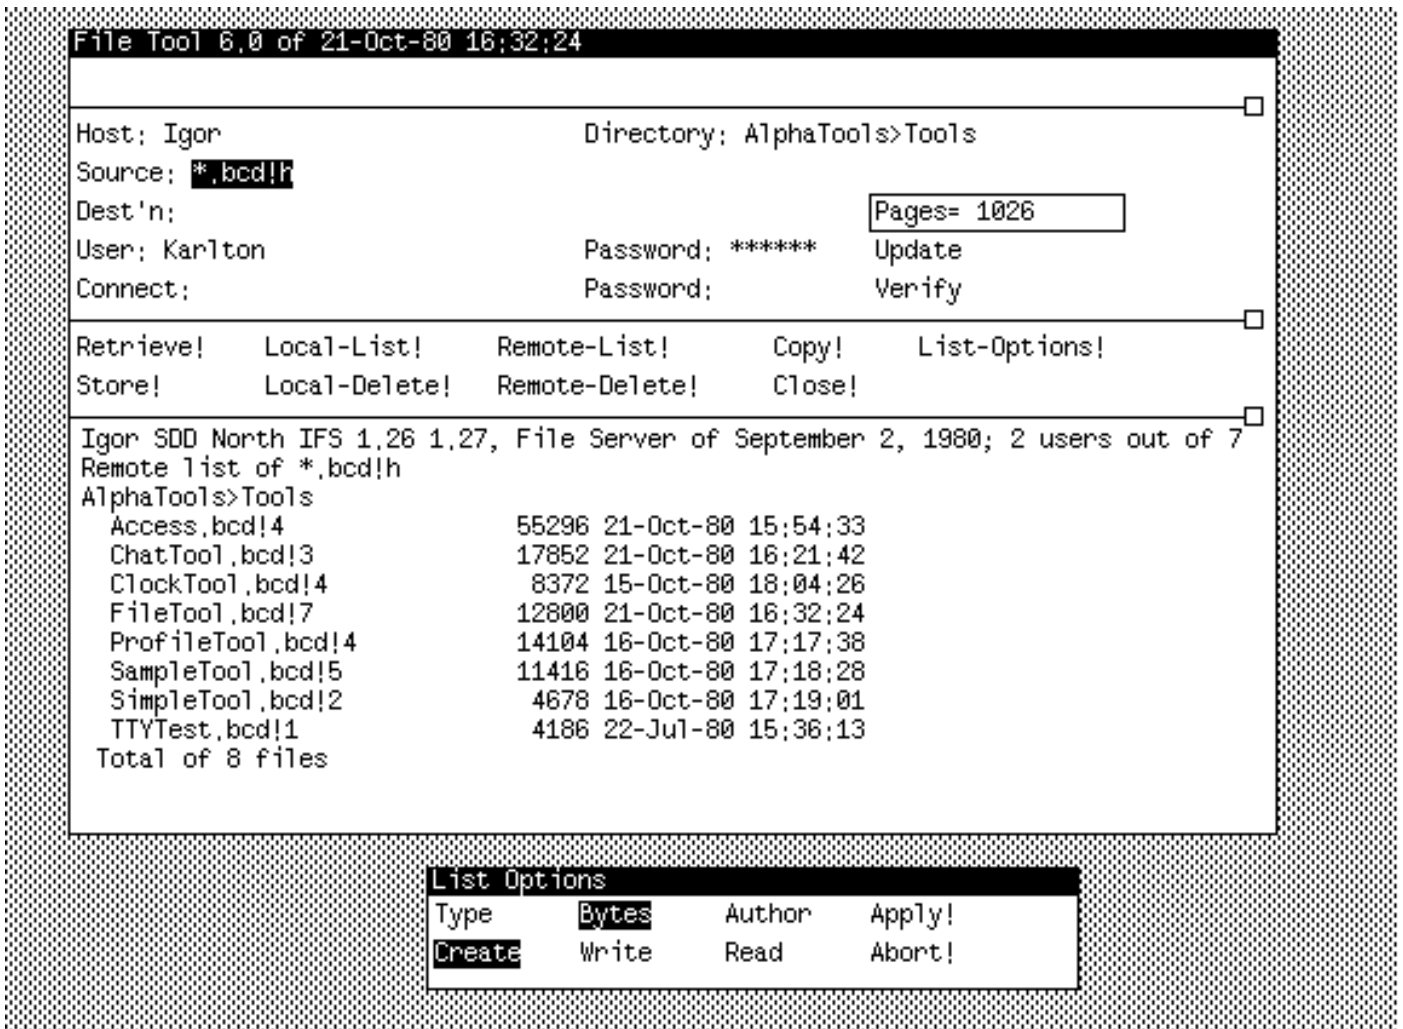 File Tool 6.0 of 21-Oct-80 16:32:24
Host: Igor Directory: AlphaTools>Tools
Source: *.bcd!h
Dest'n: Pages= 1026
User: Karlton Password: ****** Update
Connect: Password: Verify
Retrieve! Local-List! Remote-List! Copy! List-Options!
Store! Local-Delete! Remote-Delete! Close!
Igor SDD North IFS 1.26 1.27, File Server of September 2, 1980; 2 users out of 7
Remote list of *.bcd!h
AlphaTools>Tools
Access.bcd!4 55296 21-Oct-80 15:54:33
ChatTool.bcd!3 17852 21-Oct-80 16:21:42
ClockTool.bcd!4 8372 15-Oct-80 18:04:26
FileTool.bcd!7 12800 21-Oct-80 16:32:24
ProfileTool.bcd!4 14104 16-Oct-80 17:17:38
SampleTool.bcd!5 11416 16-Oct-80 17:18:28
SimpleTool.bcd!2 4678 16-Oct-80 17:19:01
TTYTest.bcd!1 4186 22-Jul-80 15:36:13
Total of 8 files
List Options
Type Bytes Author Apply!
Create Write Read Abort!